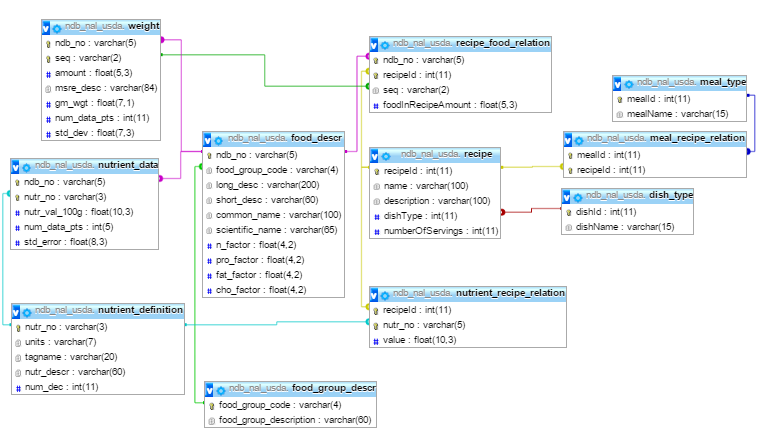 ndb_nal_usda. weight
ndb_no : varchar(5)
seq : varchar(2)
amount : float(5,3)
msre_desc : varchar(84)
gm_wgt : float(7,1)
num_data_pts : int(11)
std_dev : float(7,3)
ndb_nal_usda. nutrient_data
ndb_no : varchar(5)
nutr_no : varchar(3)
nutr_val_100g : float(10,3)
num_data_pts : int(5)
std_error : float(8,3)
ndb_nal_usda. nutrient_definition
nutr_no : varchar(3)
units : varchar(7)
tagname : varchar(20)
nutr_descr : varchar(60)
num_dec : int(11)
ndb_nal_usda. food_descr
ndb_no : varchar(5)
food_group_code : varchar(4)
long_desc : varchar(200)
short_desc : varchar(60)
common_name : varchar(100)
scientific_name : varchar(65)
n_factor : float(4,2)
pro_factor : float(4,2)
fat_factor : float(4,2)
cho_factor : float(4,2)
ndb_nal_usda. food_group_descr
food_group_code : varchar(4)
food_group_description : varchar(60)
ndb_nal_usda. recipe_food_relation
ndb_no : varchar(5)
recipeId : int(11)
seq : varchar(2)
foodInRecipeAmount : float(5,3)
ndb_nal_usda. recipe
recipeId : int(11)
name : varchar(100)
description : varchar(100)
dishType : int(11)
numberOfServings : int(11)
ndb_nal_usda. nutrient_recipe_relation
recipeId : int(11)
nutr_no : varchar(5)
value : float(10,3)
ndb_nal_usda. meal_type
mealId : int(11)
mealName : varchar(15)
ndb_nal_usda. meal_recipe_relation
mealId : int(11)
recipeId : int(11)
ndb_nal_usda. dish_type
dishId : int(11)
dishName : varchar(15)